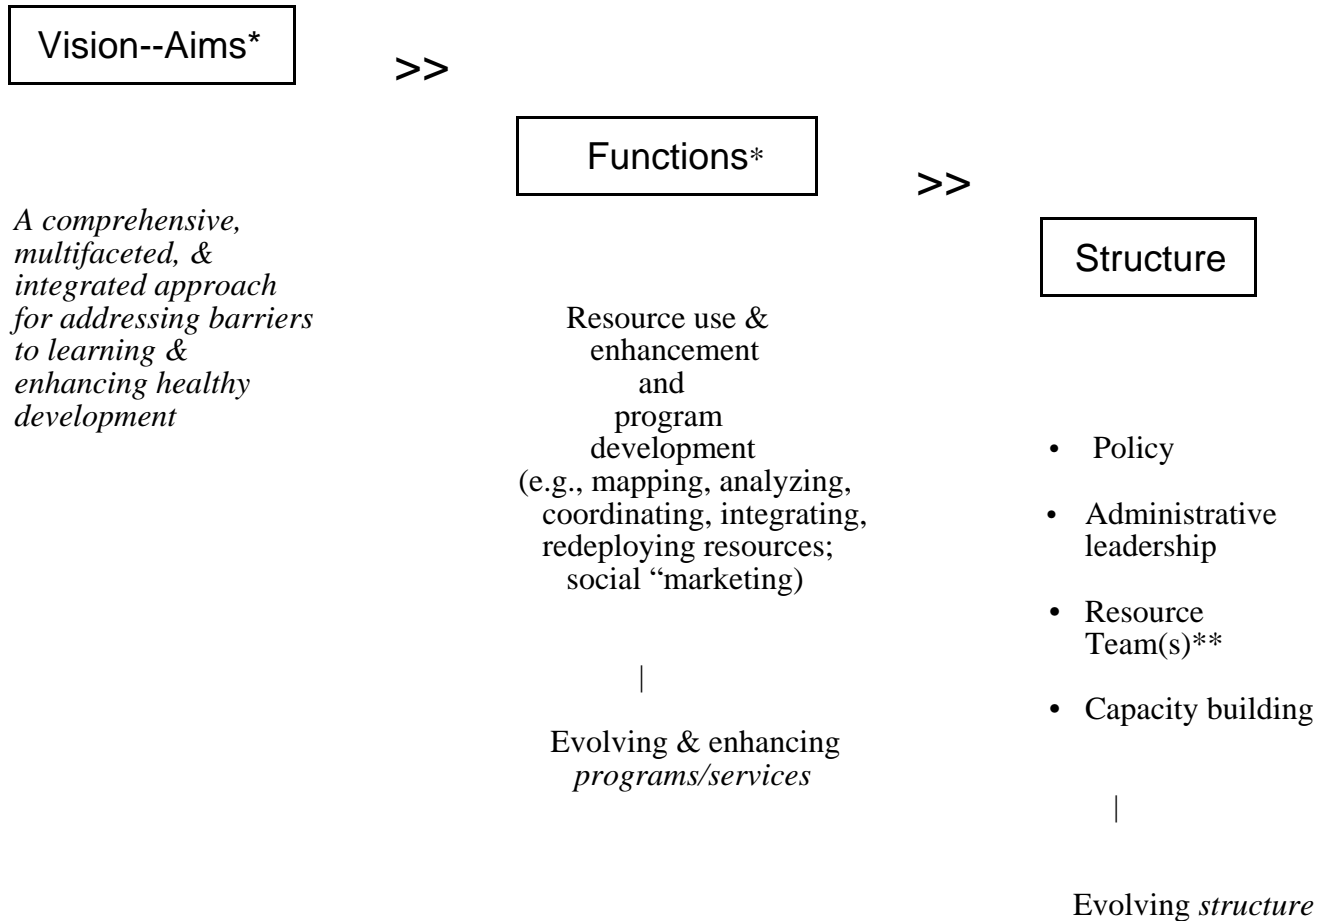 Vision--Aims*
>>
Functions*
>>
Structure
A comprehensive,
multifaceted, &
integrated approach
for addressing barriers
to learning &
enhancing healthy
development
Resource use &
enhancement
and
program
development
(e.g., mapping, analyzing,
coordinating, integrating,
redeploying resources;
social “marketing)
|
Evolving & enhancing
programs/services
• Policy
• Administrative
leadership
• Resource
Team(s)**
• Capacity building
|
Evolving structure